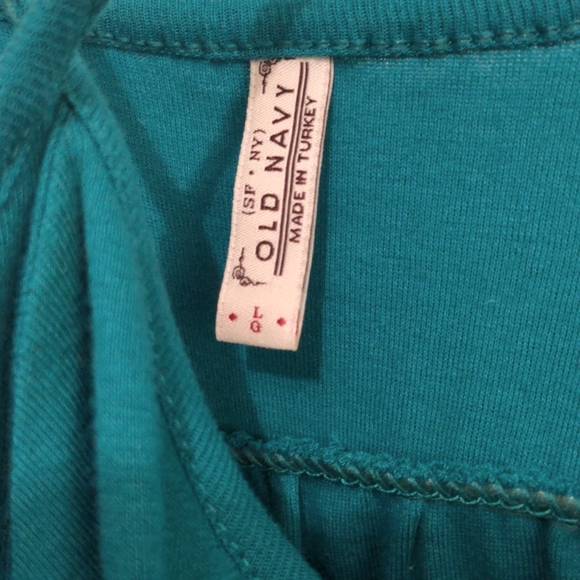 (SF • NY)
OLD NAVY
MADE IN TURKEY
L
G